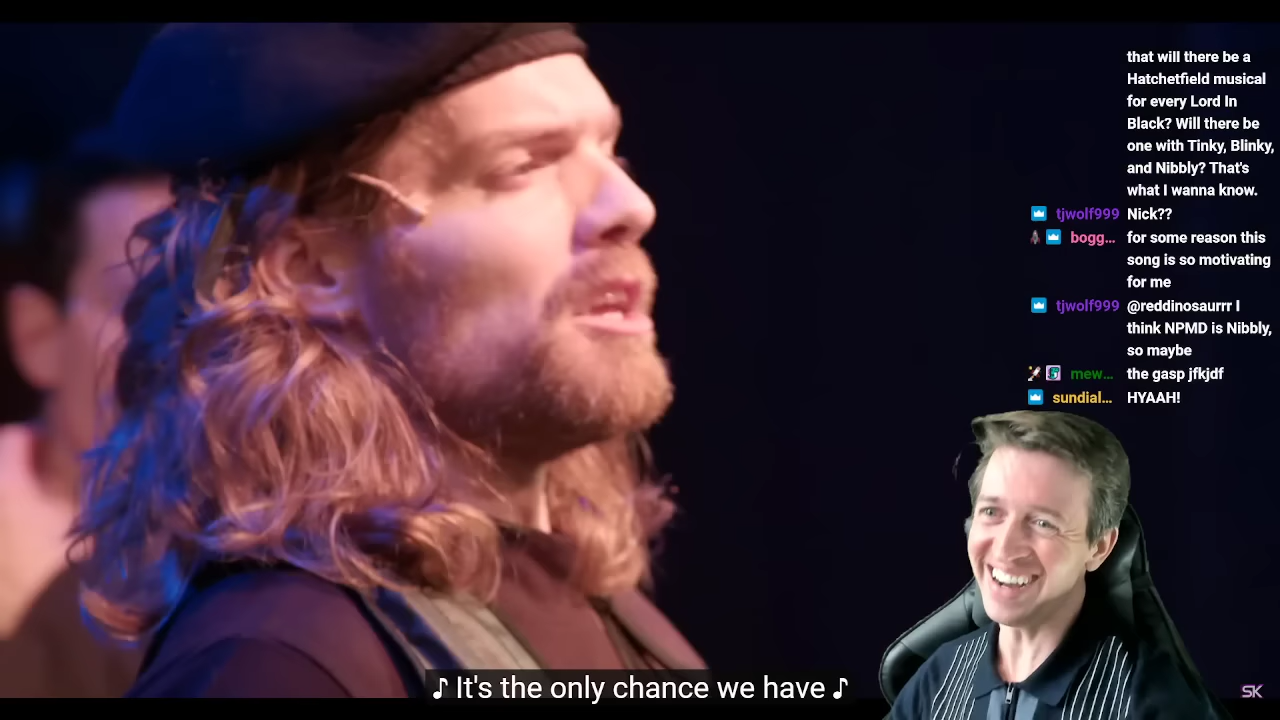 that will there be a
Hatchetfield musical
for every Lord In
Black? Will there be
one with Tinky, Blinky,
and Nibbly? That's
what I wanna know.
tjwolf999 Nick??
bogg... for some reason this
song is so motivating
for me
tjwolf999 @reddinosaurrr I
think NPMD is Nibbly,
so maybe
mew... the gasp jfkjdf
sundial... HYAAH!
♪ It's the only chance we have ♪
SK